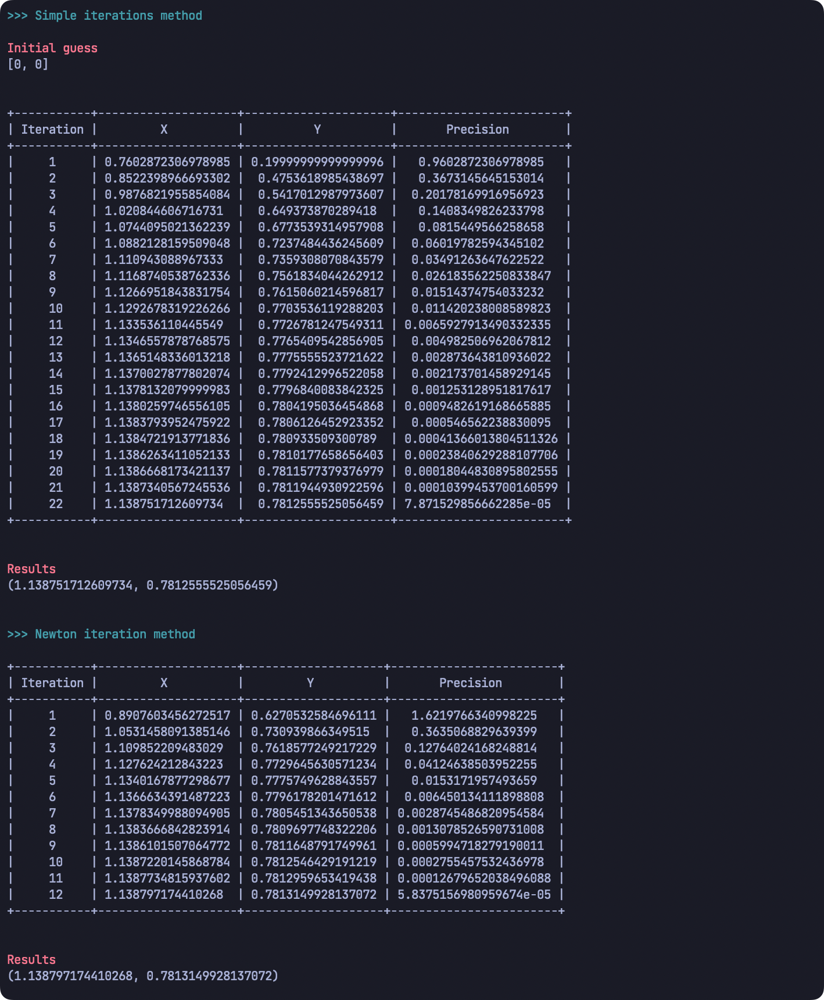 >>> Simple iterations method
Initial guess
[0, 0]
+-----------+--------------------+---------------------+------------------------+
| Iteration |         X          |          Y          |       Precision        |
+-----------+--------------------+---------------------+------------------------+
|     1     | 0.7602872306978985 | 0.19999999999999996 |   0.9602872306978985   |
|     2     | 0.8522398966693302 |  0.4753618985438697 |   0.3673145645153014   |
|     3     | 0.9876821955854084 |  0.5417012987973607 |  0.20178169916956923   |
|     4     | 1.020844606716731  |  0.649373870289418  |   0.1408349826233798   |
|     5     | 1.0744095021362239 |  0.6773539314957908 |   0.0815449566258658   |
|     6     | 1.0882128159509048 |  0.7237484436245609 |  0.06019782594345102   |
|     7     | 1.110943088967333  |  0.7359308070843579 |  0.03491263647622522   |
|     8     | 1.1168740538762336 |  0.7561834044262912 |  0.026183562250833847  |
|     9     | 1.1266951843831754 |  0.7615060214596817 |  0.01514374754033232   |
|     10    | 1.1292678319226266 |  0.7703536119288203 |  0.011420238008589823  |
|     11    | 1.133536110445549  |  0.7726781247549311 | 0.0065927913490332335  |
|     12    | 1.1346557878768575 |  0.7765409542856905 |  0.004982506962067812  |
|     13    | 1.1365148336013218 |  0.7775555523721622 |  0.002873643810936022  |
|     14    | 1.1370027877802074 |  0.7792412996522058 |  0.002173701458929145  |
|     15    | 1.1378132079999983 |  0.7796840083842325 |  0.001253128951817617  |
|     16    | 1.1380259746556105 |  0.7804195036454868 | 0.0009482619168665885  |
|     17    | 1.1383793952475922 |  0.7806126452923352 |  0.000546562238830095  |
|     18    | 1.1384721913771836 |  0.780933509300789  | 0.00041366013804511326 |
|     19    | 1.1386263411052133 |  0.7810177658656403 | 0.00023840629288107706 |
|     20    | 1.1386668173421137 |  0.7811577379376979 | 0.00018044830895802555 |
|     21    | 1.1387340567245536 |  0.7811944930922596 | 0.00010399453700160599 |
|     22    | 1.138751712609734  |  0.7812555525056459 | 7.871529856662285e-05  |
+-----------+--------------------+---------------------+------------------------+
Results
(1.138751712609734, 0.7812555525056459)
>>> Newton iteration method
+-----------+--------------------+--------------------+------------------------+
| Iteration |         X          |         Y          |       Precision        |
+-----------+--------------------+--------------------+------------------------+
|     1     | 0.8907603456272517 | 0.6270532584696111 |   1.6219766340998225   |
|     2     | 1.0531458091385146 | 0.730939866349515  |   0.3635068829639399   |
|     3     | 1.109852209483029  | 0.7618577249217229 |  0.12764024168248814   |
|     4     | 1.127624212843223  | 0.7729645630571234 |  0.04124638503952255   |
|     5     | 1.1340167877298677 | 0.7775749628843557 |   0.0153171957493659   |
|     6     | 1.1366634391487223 | 0.7796178201471612 |  0.006450134111898808  |
|     7     | 1.1378349988094905 | 0.7805451343650538 | 0.0028745486820954584  |
|     8     | 1.1383666842823914 | 0.7809697748322206 | 0.0013078526590731008  |
|     9     | 1.1386101507064772 | 0.7811648791749961 | 0.0005994718279190011  |
|     10    | 1.1387220145868784 | 0.7812546429191219 | 0.0002755457532436978  |
|     11    | 1.1387734815937602 | 0.7812959653419438 | 0.00012679652038496088 |
|     12    | 1.138797174410268  | 0.7813149928137072 | 5.8375156980959674e-05 |
+-----------+--------------------+--------------------+------------------------+
Results
(1.138797174410268, 0.7813149928137072)